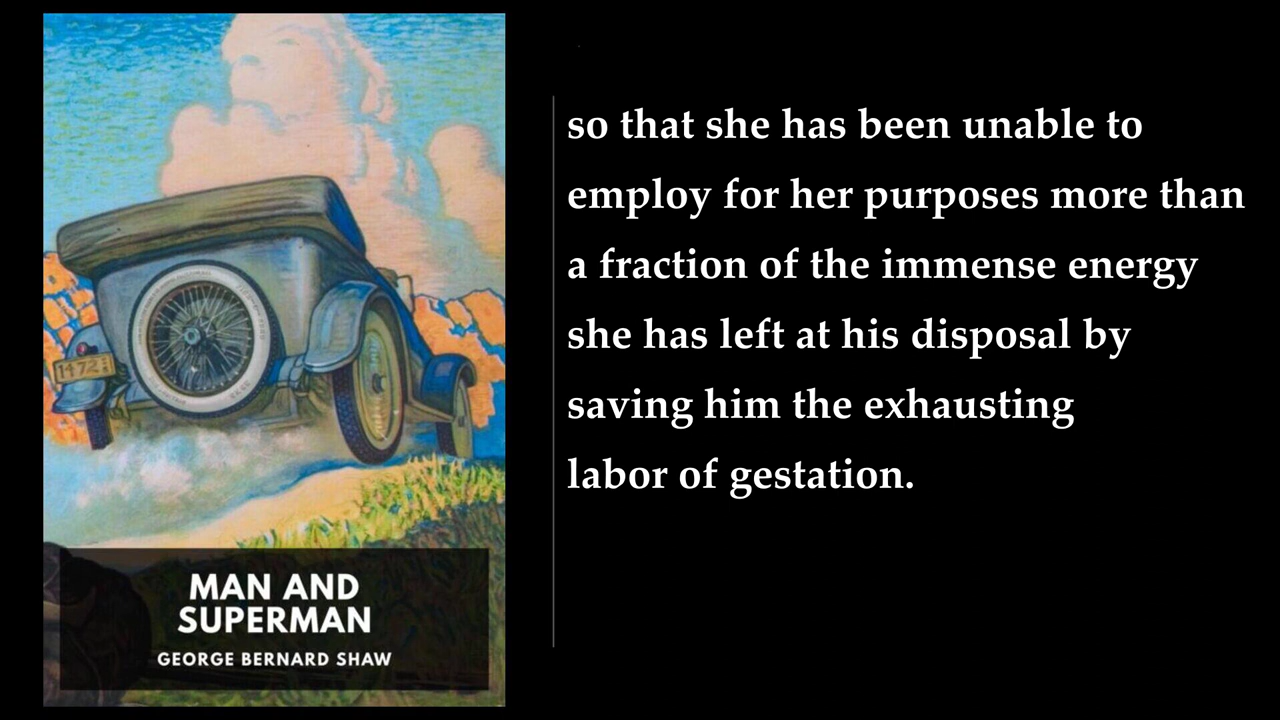 so that she has been unable to
employ for her purposes more than
a fraction of the immense energy
she has left at his disposal by
saving him the exhausting
labor of gestation.
1472
MAN AND
SUPERMAN
GEORGE BERNARD SHAW